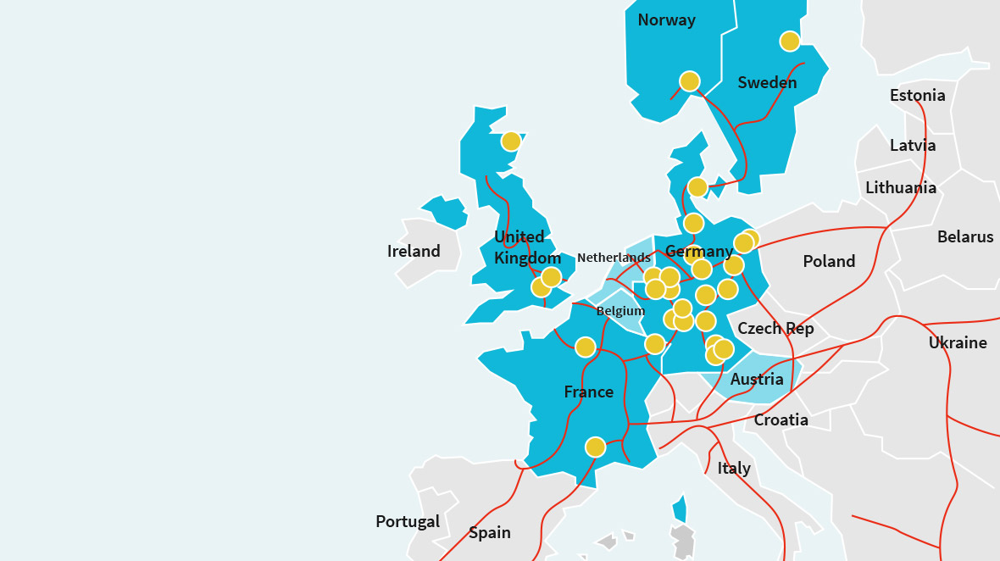 Norway
Sweden
Estonia
Latvia
Lithuania
Belarus
United
Kingdom
Ireland
Netherlands
Germany
Poland
Belgium
Czech Rep
Ukraine
Austria
France
Croatia
Italy
Portugal
Spain